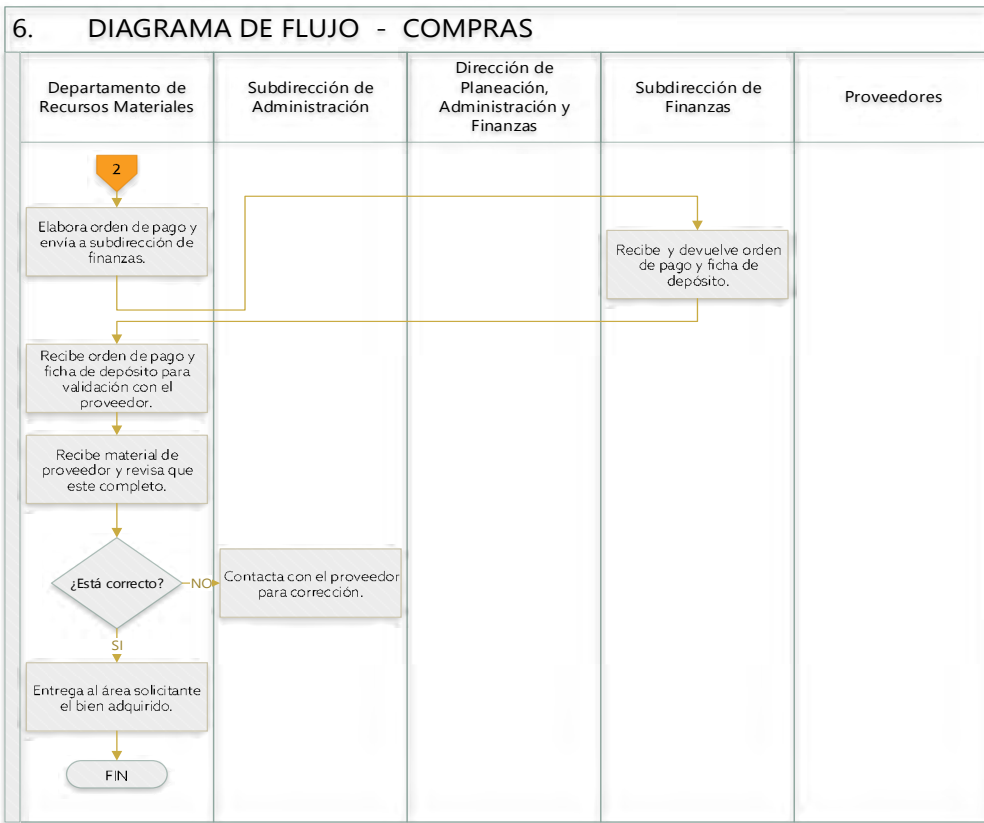 6. DIAGRAMA DE FLUJO - COMPRAS
Departamento de
Recursos Materiales
Subdirección de
Administración
Dirección de
Planeación,
Administración y
Finanzas
Subdirección de
Finanzas
Proveedores
2
Elabora orden de pago y
envía a subdirección de
finanzas.
Recibe y devuelve orden
de pago y ficha de
depósito.
Recibe orden de pago y
ficha de depósito para
validación con el
proveedor.
Recibe material de
proveedor y revisa que
este completo.
¿Está correcto?
NO
Contacta con el proveedor
para corrección.
SI
Entrega al área solicitante
el bien adquirido.
FIN